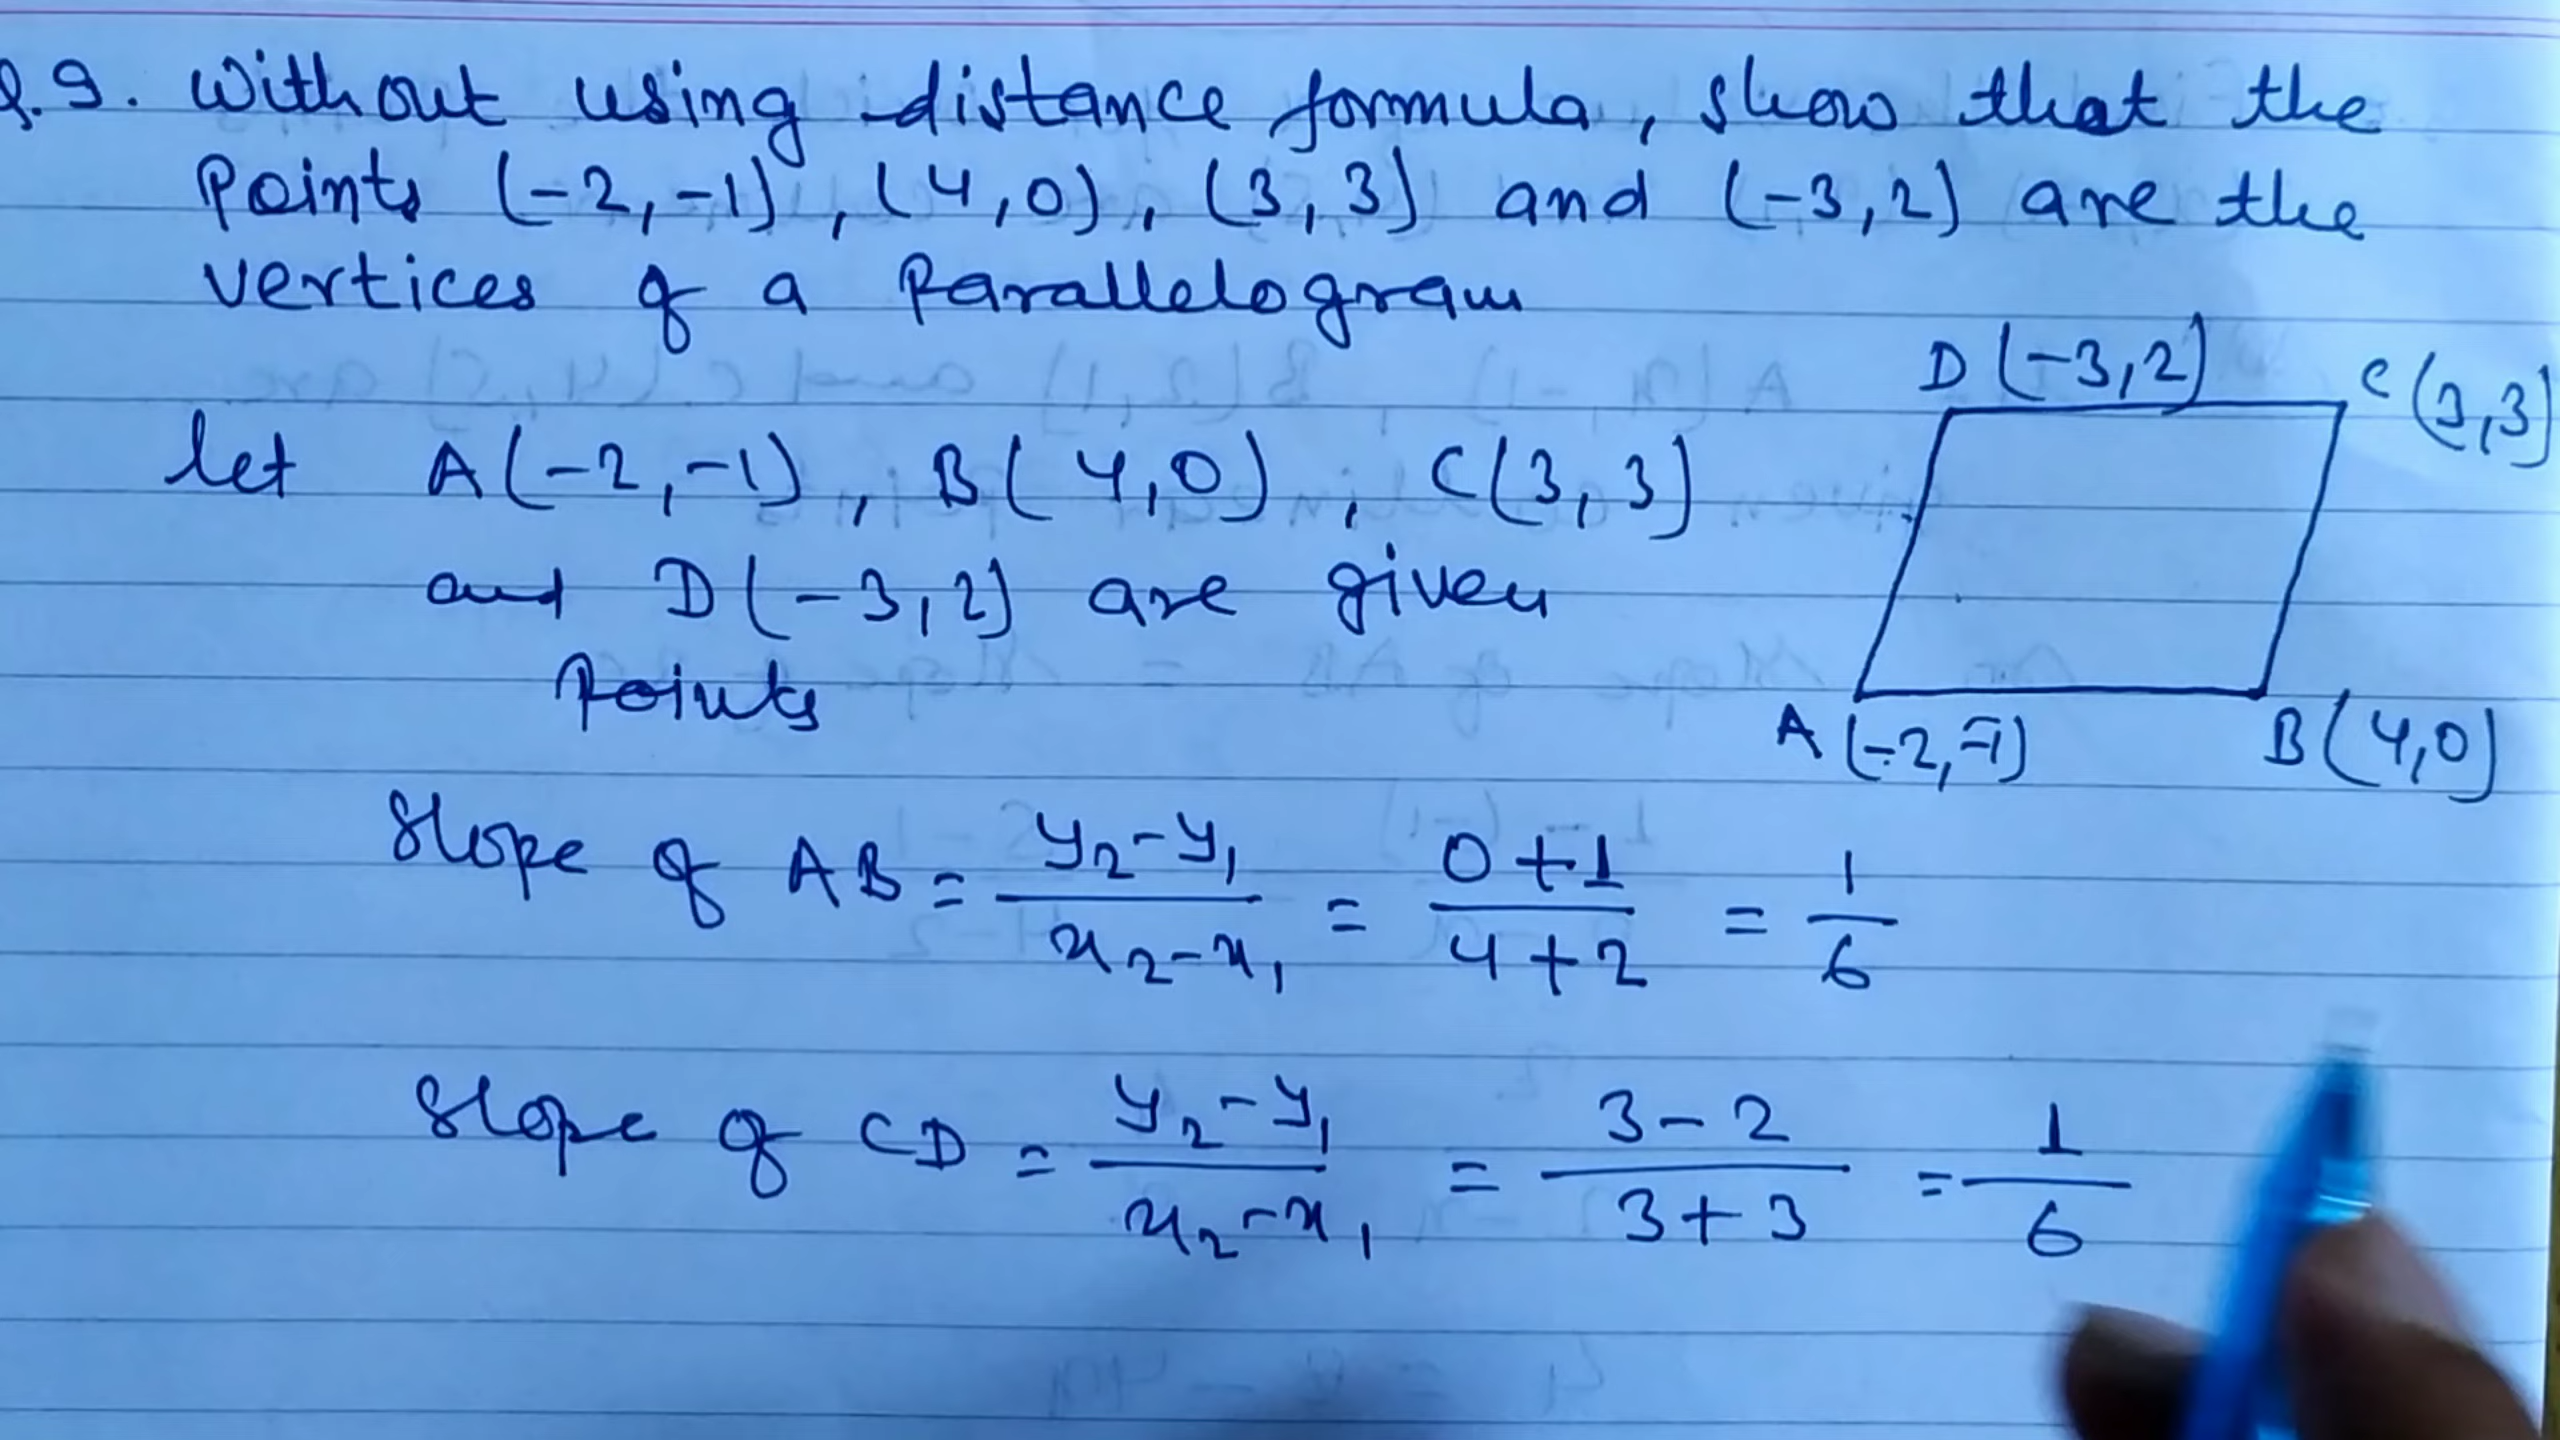 Q.9. Without using distance formula, show that the
Points (-2,-1), (4,0), (3,3) and (-3,2) are the
vertices of a Parallelogram
D(-3,2) C(3,3)
let A(-2,-1), B(4,0), C(3,3)
and D(-3,2) are given
Points
A(-2,-1) B(4,0)
Slope of AB = y₂-y₁/x₂-x₁ = 0+1/4+2 = 1/6
Slope of CD = y₂-y₁/x₂-x₁ = 3-2/3+3 = 1/6